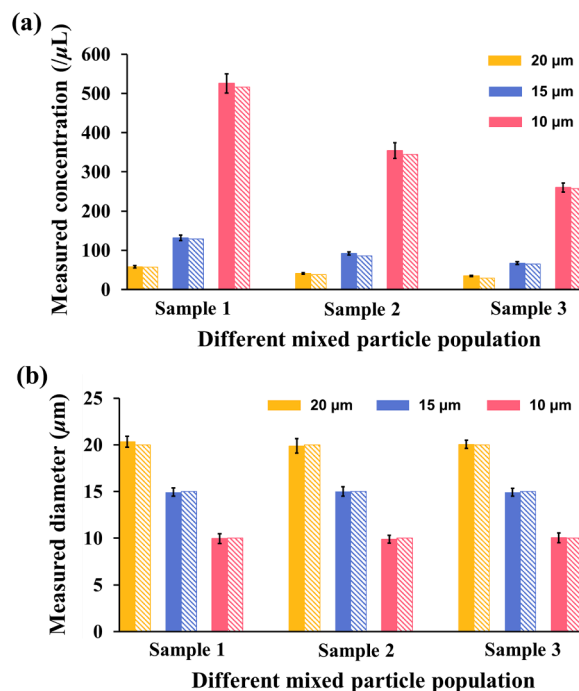 (a)
Measured concentration (/µL)
600
500
400
300
200
100
0
20 µm
15 µm
10 µm
Sample 1 Sample 2 Sample 3
Different mixed particle population
(b)
Measured diameter (µm)
25
20
15
10
5
0
20 µm 15 µm 10 µm
Sample 1 Sample 2 Sample 3
Different mixed particle population